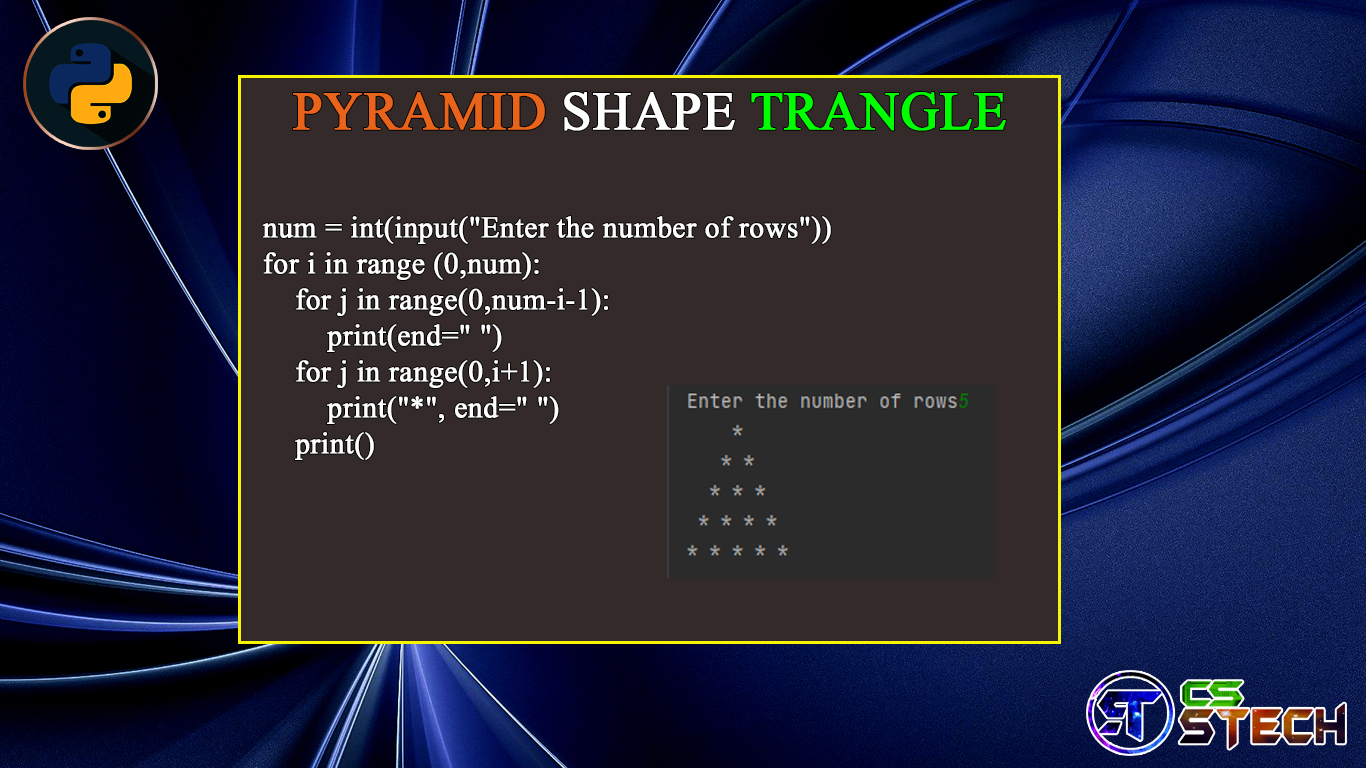 PYRAMID SHAPE TRANGLE
num = int(input("Enter the number of rows"))
for i in range (0,num):
    for j in range(0,num-i-1):
        print(end=" ")
    for j in range(0,i+1):
        print("*", end=" ")
    print()
Enter the number of rows5
    *
   * *
  * * *
 * * * *
* * * * *
ST
CS
STECH